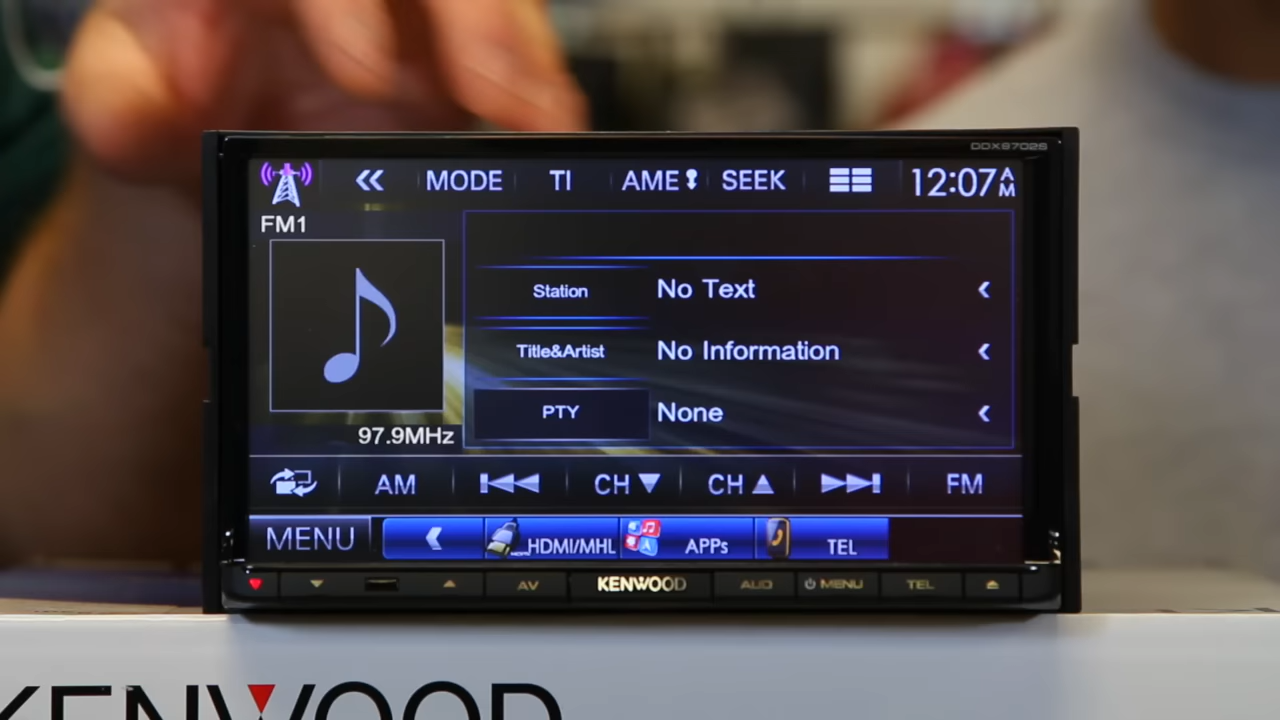 DDX9702S
MODE TI AME SEEK 12:07AM
FM1
Station No Text
Title&Artist No Information
97.9MHz
PTY None
AM CH CH FM
MENU HDMI/MHL APPs TEL
AV KENWOOD AUD MENU TEL
KENWOOD